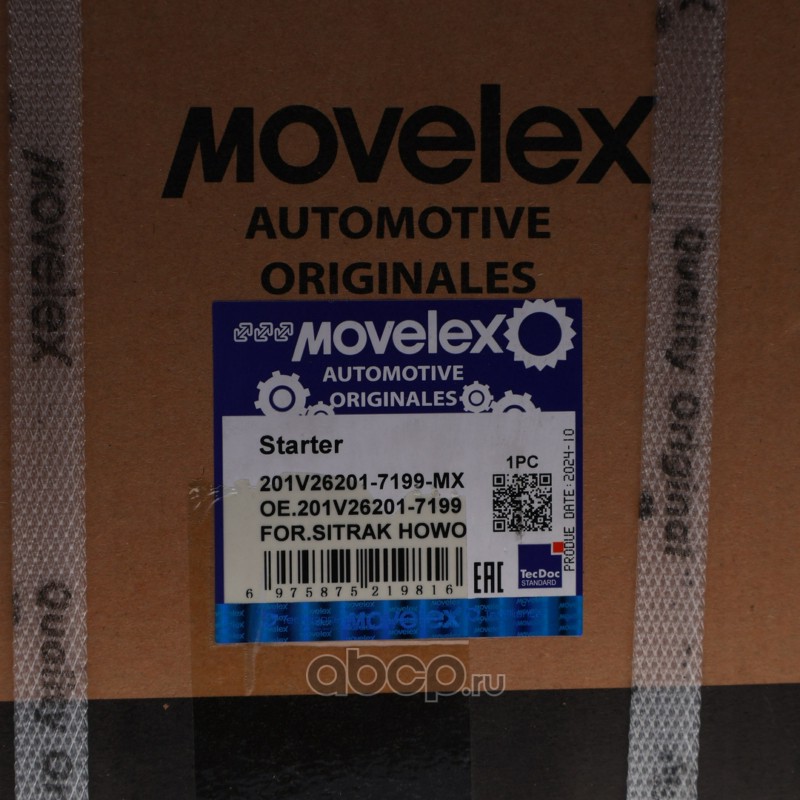 MOVELEX
AUTOMOTIVE
ORIGINALES
MOVELEX
AUTOMOTIVE
ORIGINALES
Starter
201V26201-7199-MX
OE.201V26201-7199
FOR.SITRAK HOWO
1PC
PRODUE DATE:2024-10
6 975875 219816
EAC
TecDoc
STANDARD
MOVELEX
MOVELEX
Quality Or
Quality Original
abcp.ru